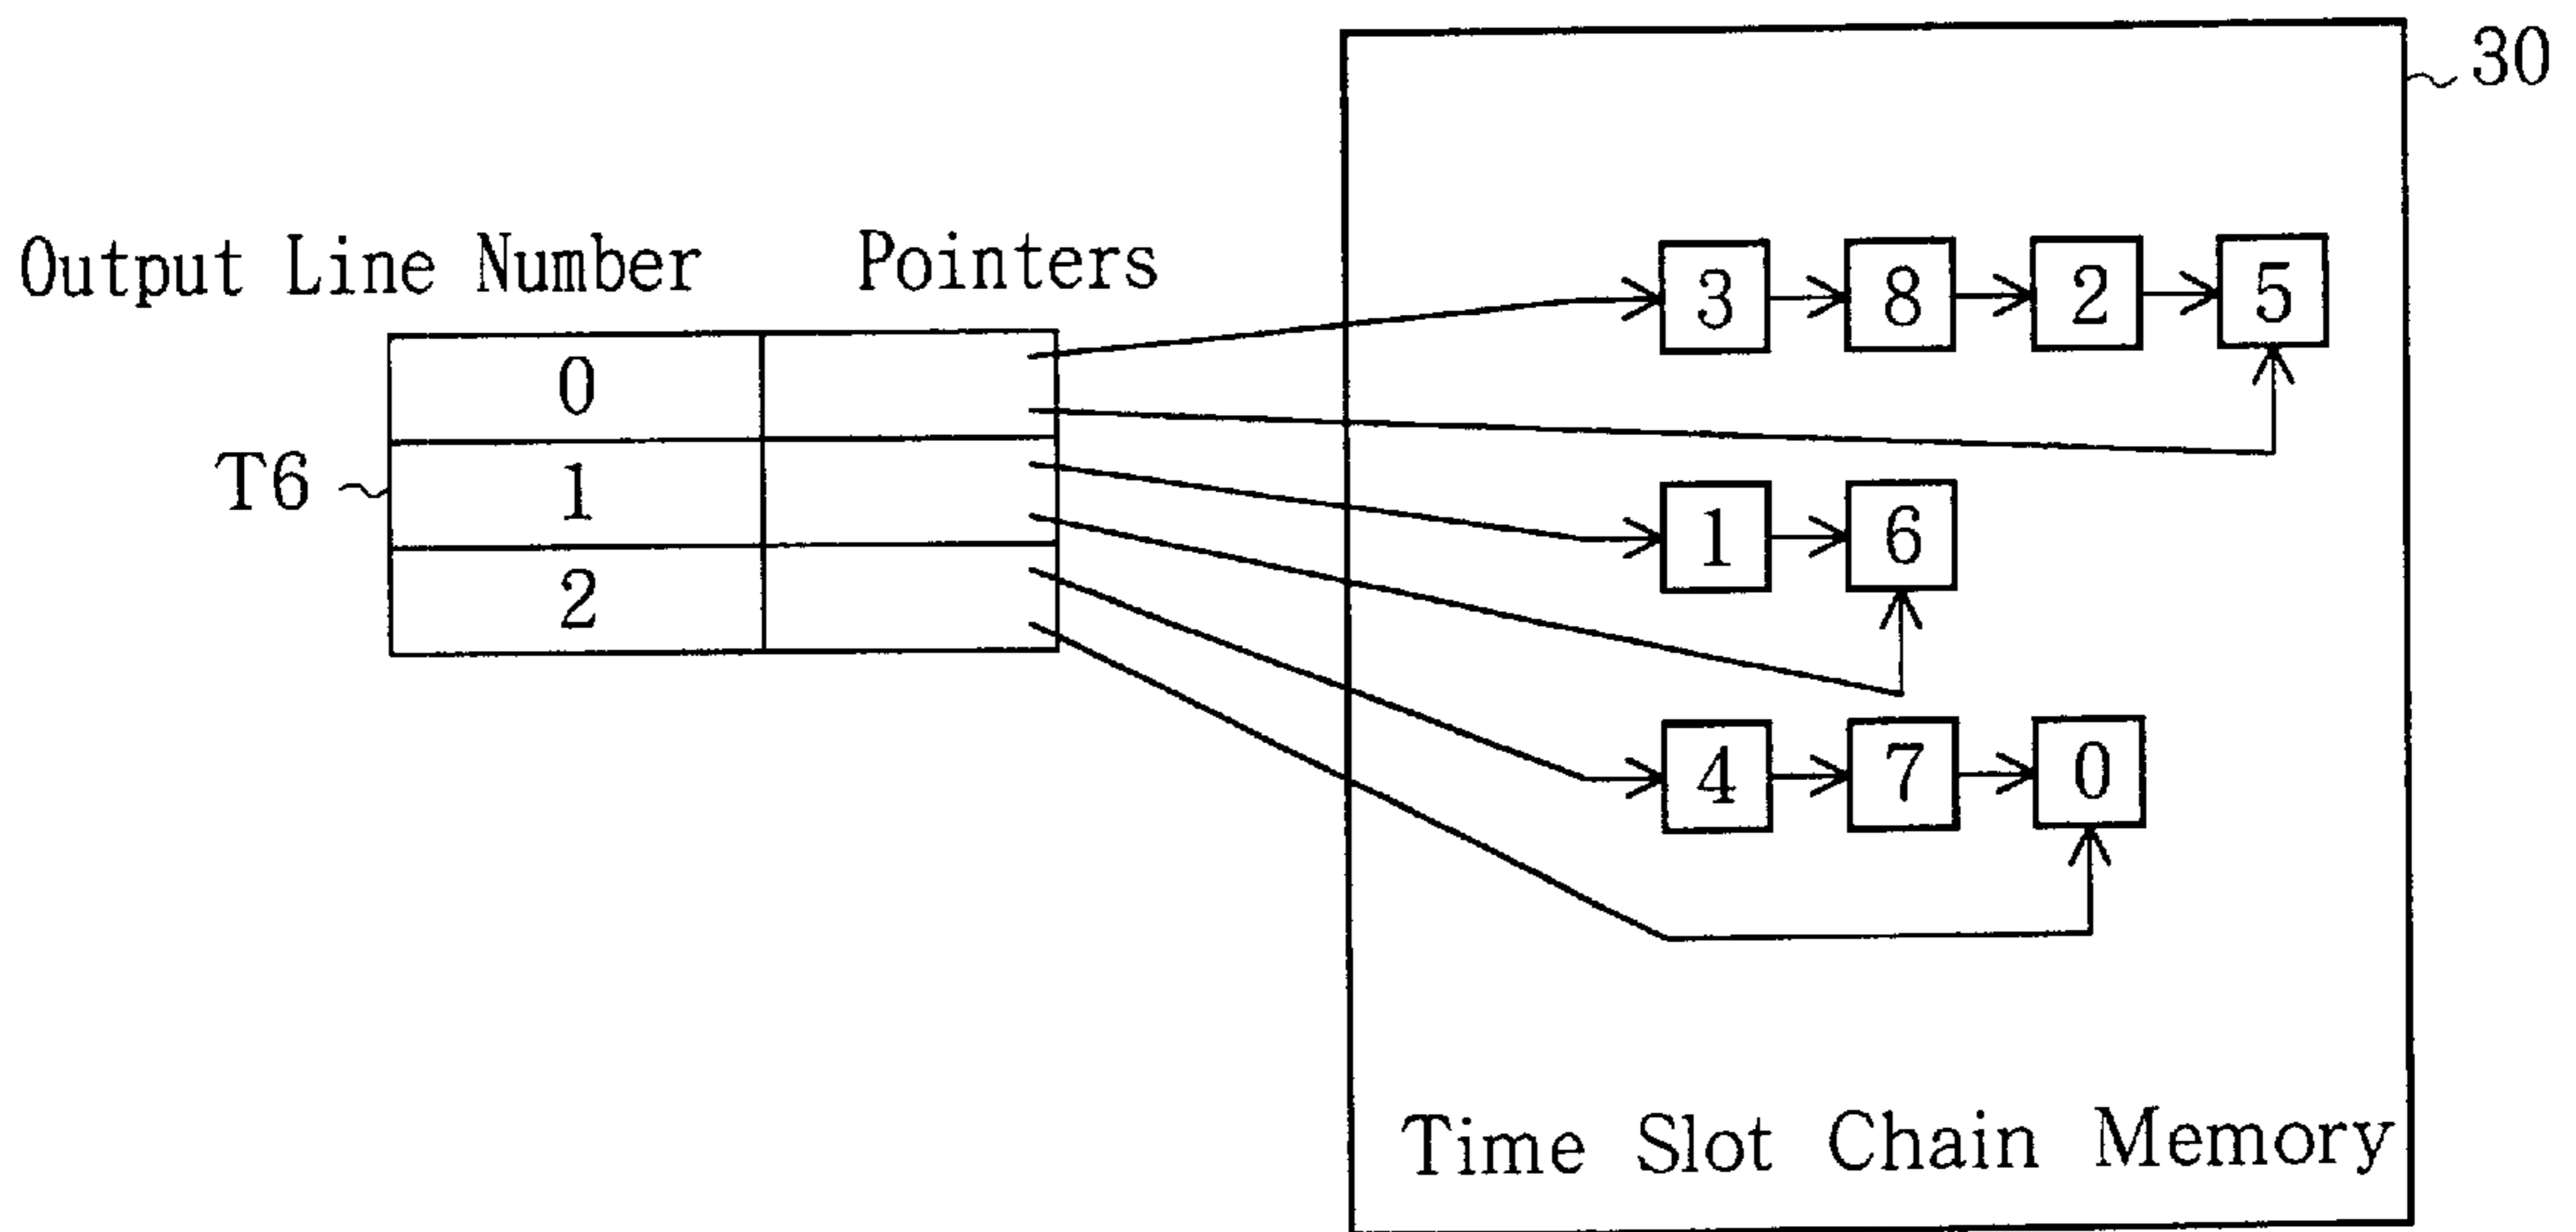 30
Output Line Number Pointers
3 8 2 5
0
T6
1
1 6
2
4 7 0
Time Slot Chain Memory